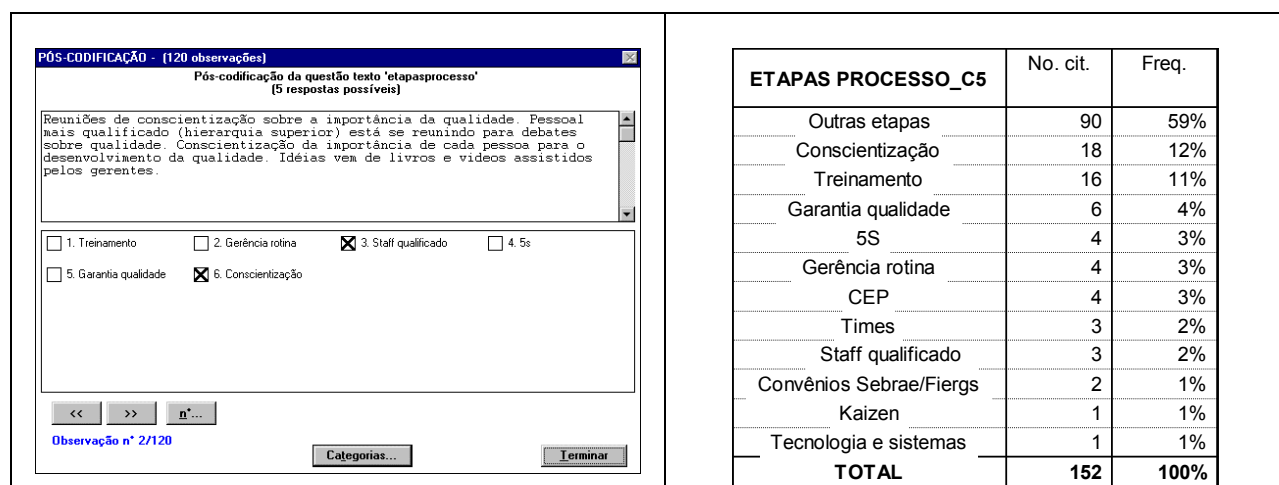 PÓS-CODIFICAÇÃO - (120 observações)
Pós-codificação da questão texto 'etapasprocesso'
(5 respostas possíveis)
Reuniões de conscientização sobre a importância da qualidade. Pessoal
mais qualificado (hierarquia superior) está se reunindo para debates
sobre qualidade. Conscientização da importância de cada pessoa para o
desenvolvimento da qualidade. Idéias vem de livros e videos assistidos
pelos gerentes.
1. Treinamento 2. Gerência rotina 3. Staff qualificado 4. 5s
5. Garantia qualidade 6. Conscientização
<< >> n°...
Observação n° 2/120
Categorias... Terminar
ETAPAS PROCESSO_C5 No. cit. Freq.
Outras etapas 90 59%
Conscientização 18 12%
Treinamento 16 11%
Garantia qualidade 6 4%
5S 4 3%
Gerência rotina 4 3%
CEP 4 3%
Times 3 2%
Staff qualificado 3 2%
Convênios Sebrae/Fiergs 2 1%
Kaizen 1 1%
Tecnologia e sistemas 1 1%
TOTAL 152 100%